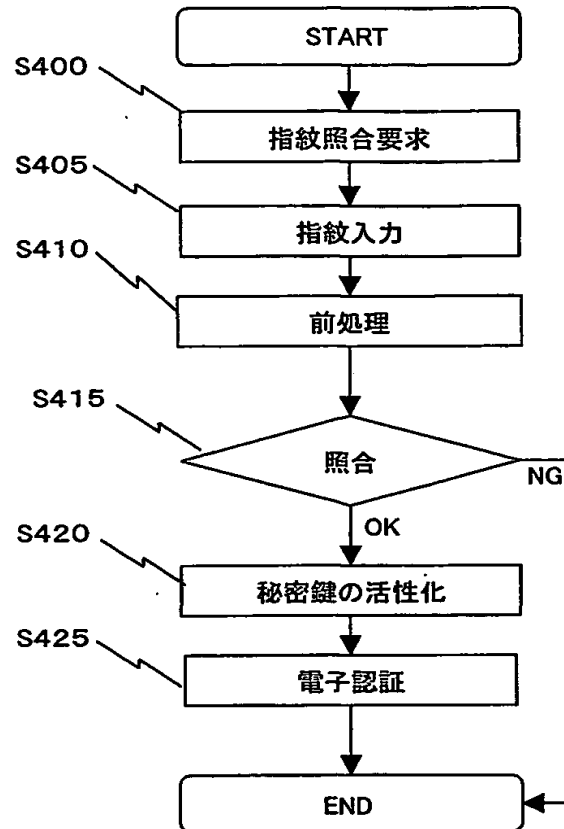 START
S400
指紋照合要求
S405
指紋入力
S410
前処理
S415
照合
NG
OK
S420
秘密鍵の活性化
S425
電子認証
END